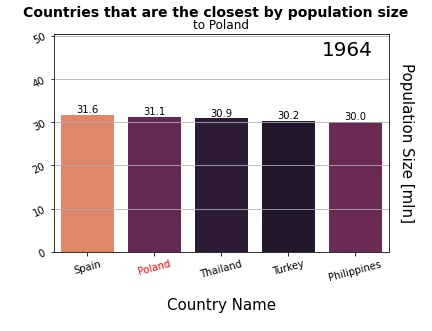 Countries that are the closest by population size
to Poland
1964
50
40
30
20
10
0
31.6
31.1
30.9
30.2
30.0
Spain
Poland
Thailand
Turkey
Philippines
Country Name
Population Size [mln]